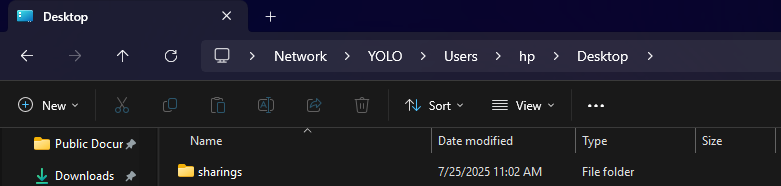 Desktop
Network > YOLO > Users > hp > Desktop >
New Sort View ...
Name Date modified Type Size
Public Docur
sharings 7/25/2025 11:02 AM File folder
Downloads